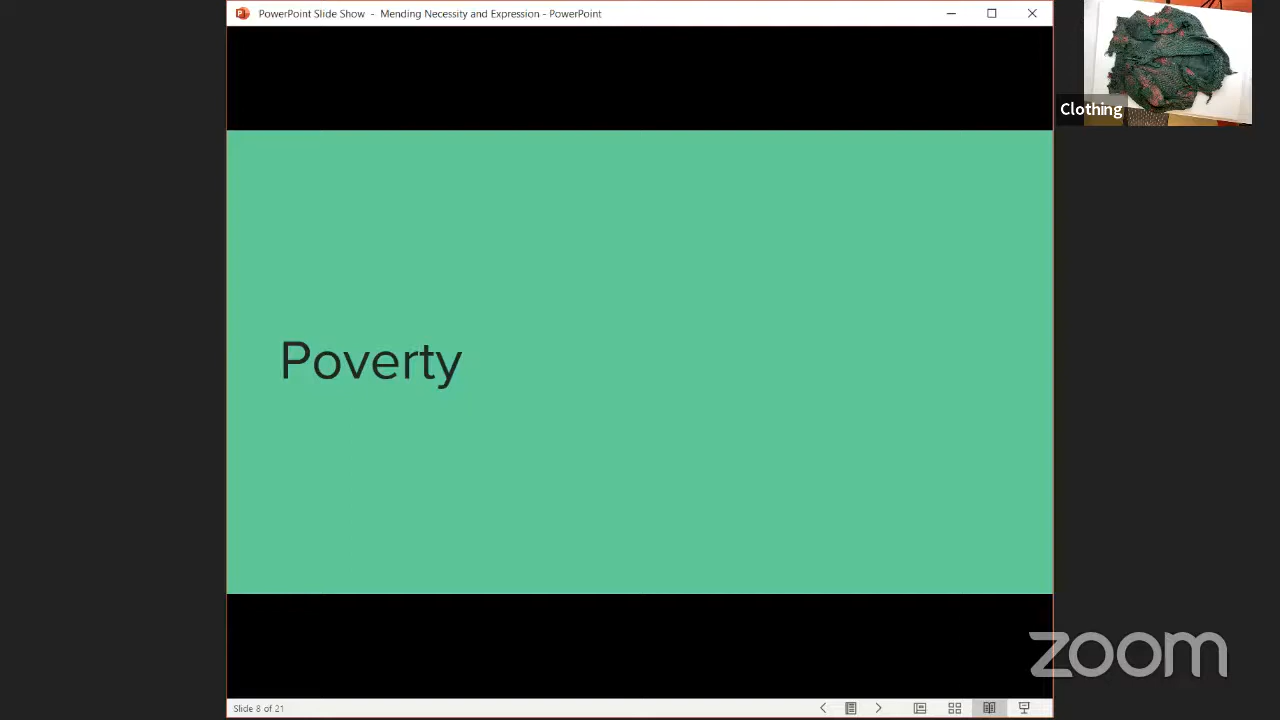 PowerPoint Slide Show - Mending Necessity and Expression - PowerPoint
Clothing
Poverty
zoom
Slide 8 of 21